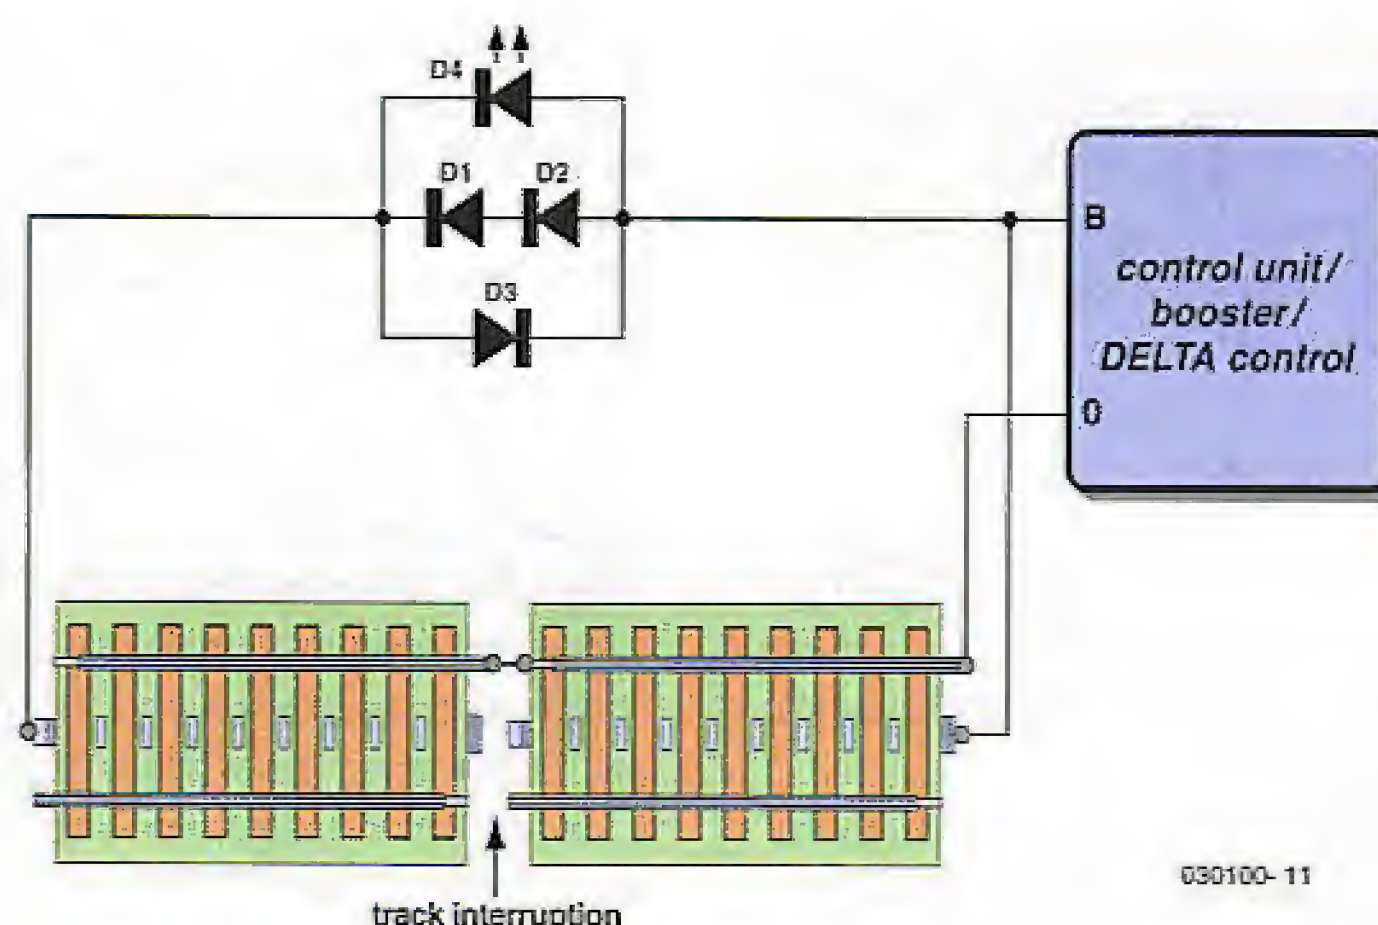 D4
D1
D2
D3
B
control unit/
booster/
DELTA control
0
track interruption
030100-11